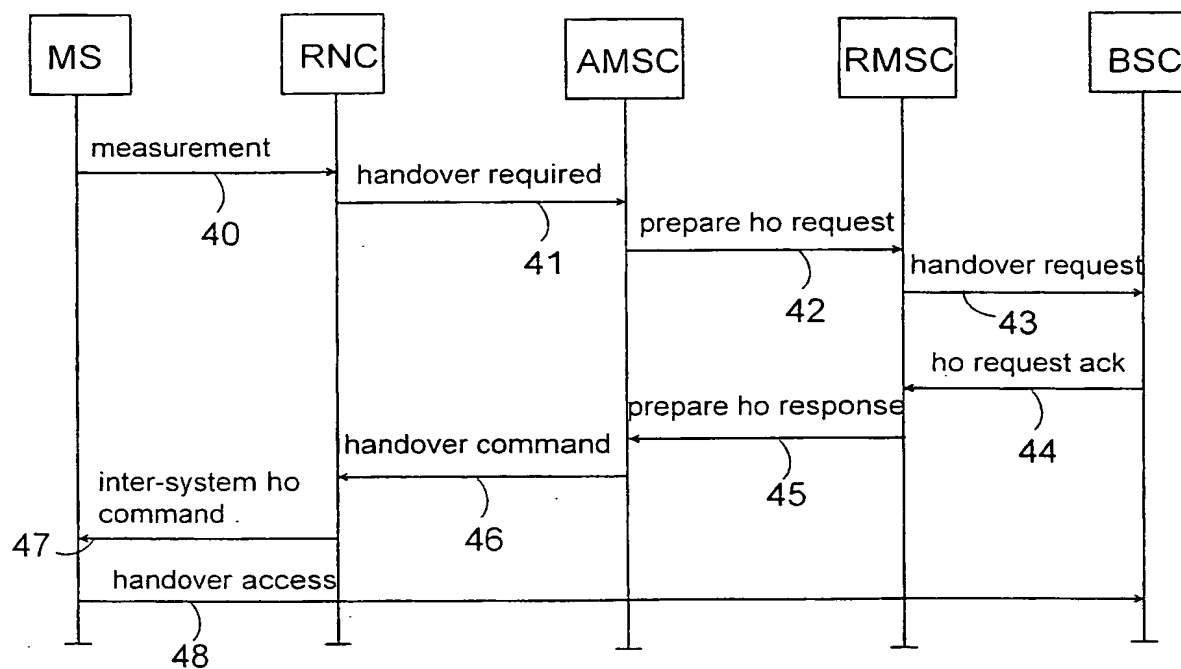 MS
RNC
AMSC
RMSC
BSC
measurement
40
handover required
41
prepare ho request
42
handover request
43
ho request ack
44
prepare ho response
45
handover command
46
inter-system ho
command
47
handover access
48